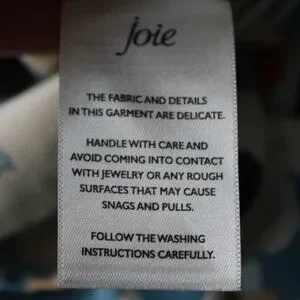 joie
THE FABRIC AND DETAILS
IN THIS GARMENT ARE DELICATE.
HANDLE WITH CARE AND
AVOID COMING INTO CONTACT
WITH JEWELRY OR ANY ROUGH
SURFACES THAT MAY CAUSE
SNAGS AND PULLS.
FOLLOW THE WASHING
INSTRUCTIONS CAREFULLY.